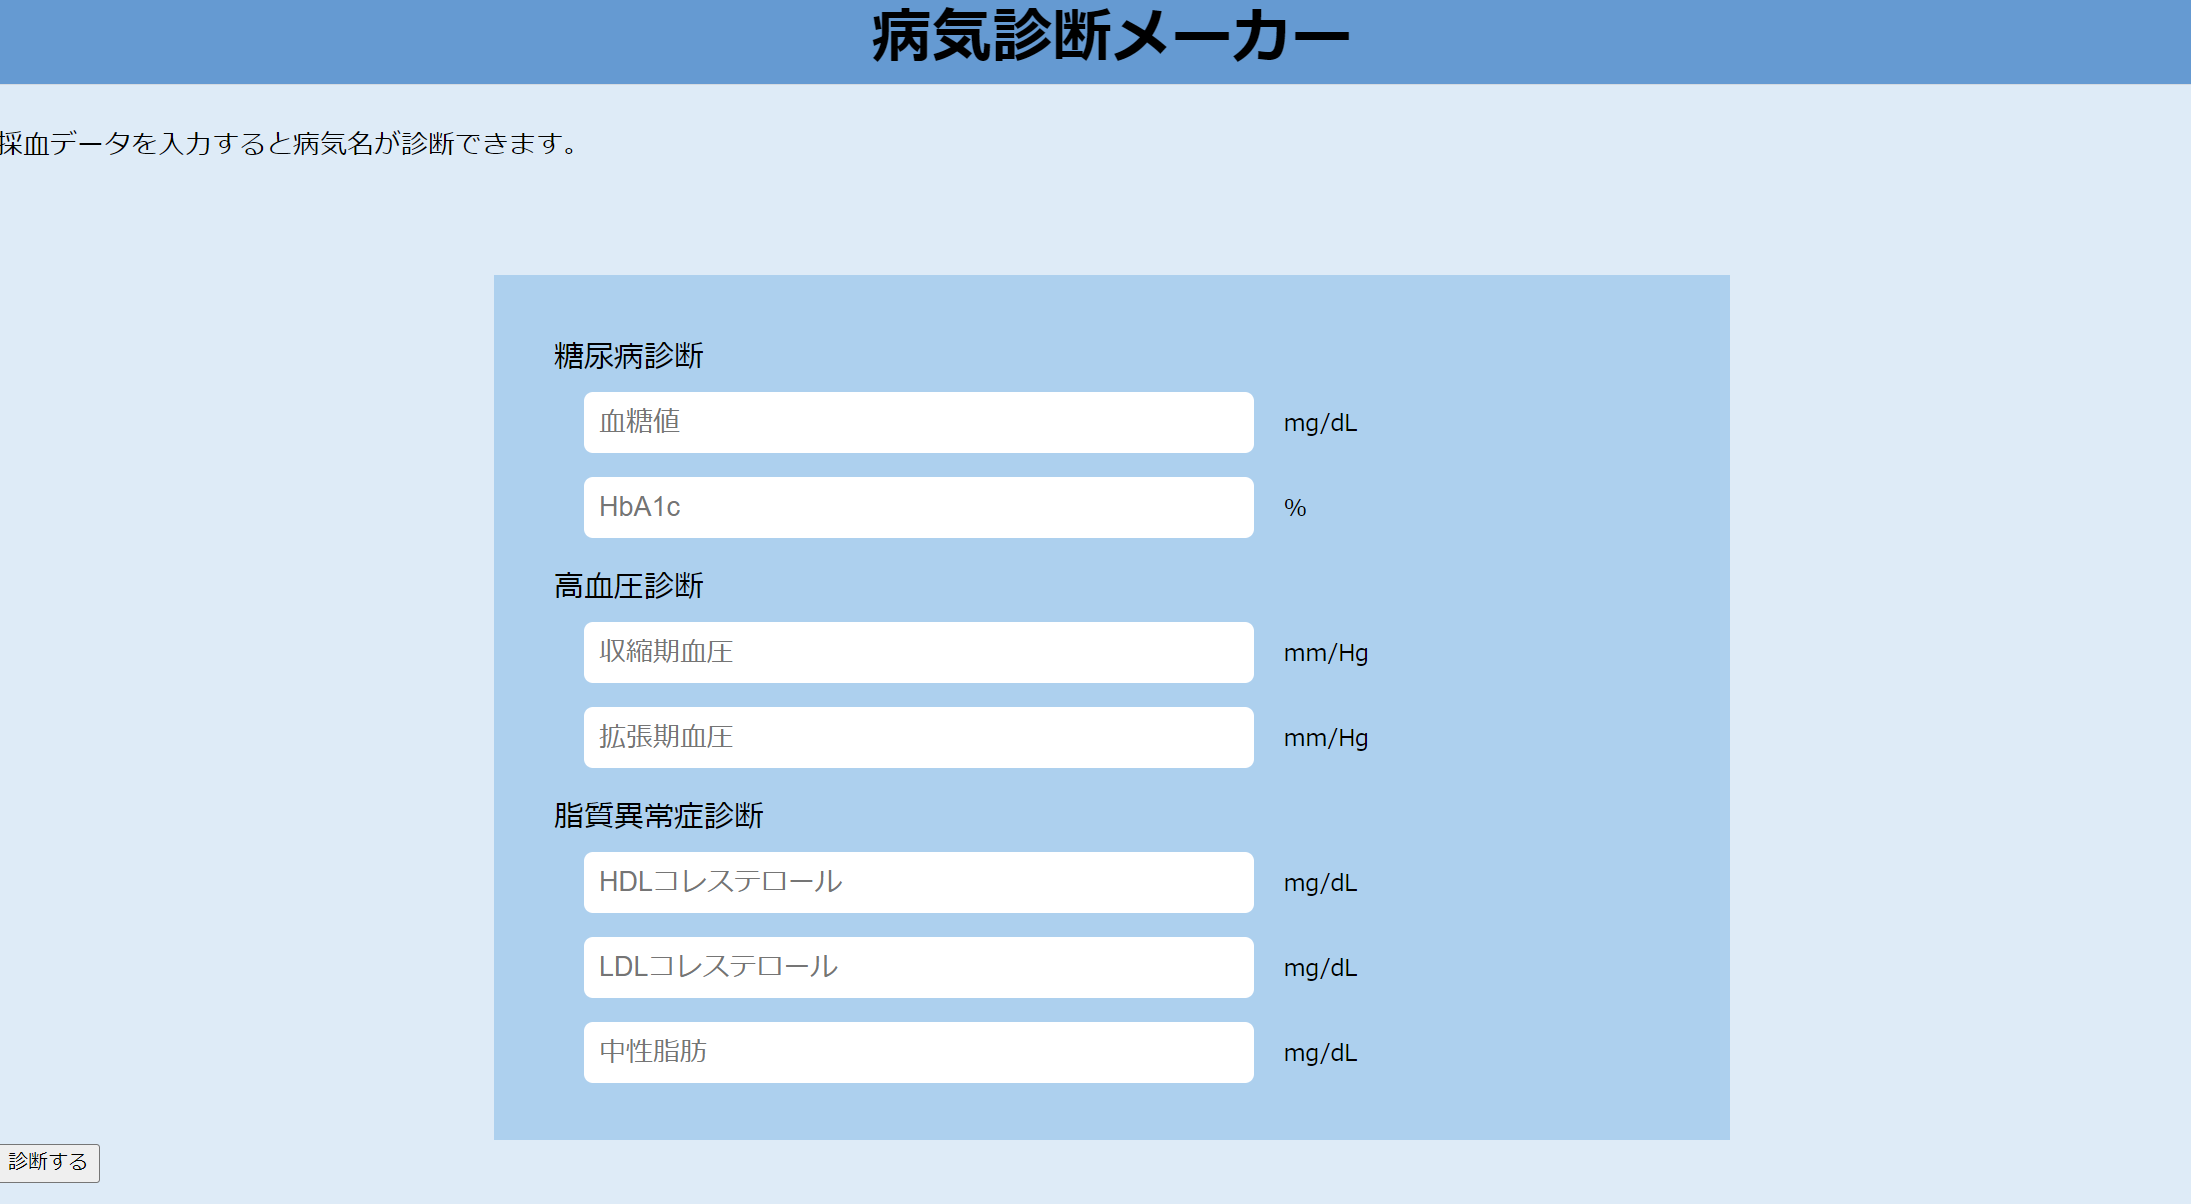 病気診断メーカー
採血データを入力すると病気名が診断できます。
糖尿病診断
血糖値 mg/dL
HbA1c %
高血圧診断
収縮期血圧 mm/Hg
拡張期血圧 mm/Hg
脂質異常症診断
HDLコレステロール mg/dL
LDLコレステロール mg/dL
中性脂肪 mg/dL
診断する